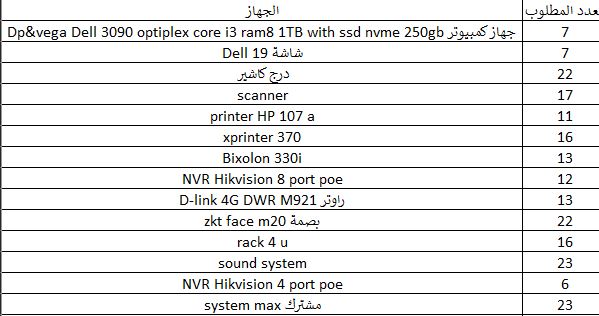 الجهاز العدد المطلوب
Dp&vega Dell 3090 optiplex core i3 ram8 1TB with ssd nvme 250gb جهاز كمبيوتر 7
شاشة Dell 19 7
درج كاشير 22
scanner 17
printer HP 107 a 11
xprinter 370 16
Bixolon 330i 13
NVR Hikvision 8 port poe 12
D-link 4G DWR M921 راوتر 13
zkt face m20 بصمة 22
rack 4 u 16
sound system 23
NVR Hikvision 4 port poe 6
system max مشترك 23